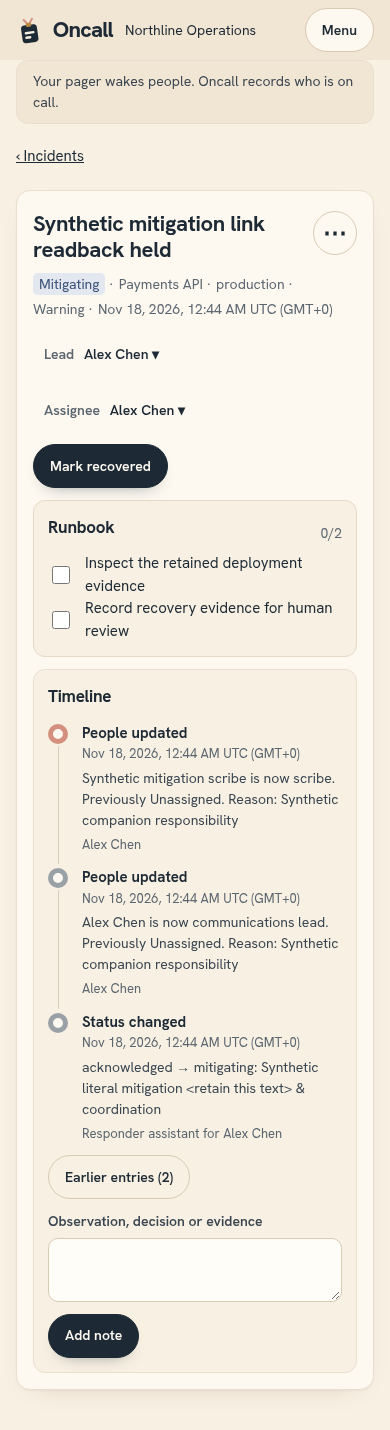 Oncall Northline Operations Menu
Your pager wakes people. Oncall records who is on
call.
‹ Incidents
Synthetic mitigation link
readback held
...
Mitigating · Payments API · production ·
Warning · Nov 18, 2026, 12:44 AM UTC (GMT+0)
Lead Alex Chen ▾
Assignee Alex Chen ▾
Mark recovered
Runbook 0/2
Inspect the retained deployment
evidence
Record recovery evidence for human
review
Timeline
People updated
Nov 18, 2026, 12:44 AM UTC (GMT+0)
Synthetic mitigation scribe is now scribe.
Previously Unassigned. Reason: Synthetic
companion responsibility
Alex Chen
People updated
Nov 18, 2026, 12:44 AM UTC (GMT+0)
Alex Chen is now communications lead.
Previously Unassigned. Reason: Synthetic
companion responsibility
Alex Chen
Status changed
Nov 18, 2026, 12:44 AM UTC (GMT+0)
acknowledged → mitigating: Synthetic
literal mitigation <retain this text> &
coordination
Responder assistant for Alex Chen
Earlier entries (2)
Observation, decision or evidence
Add note